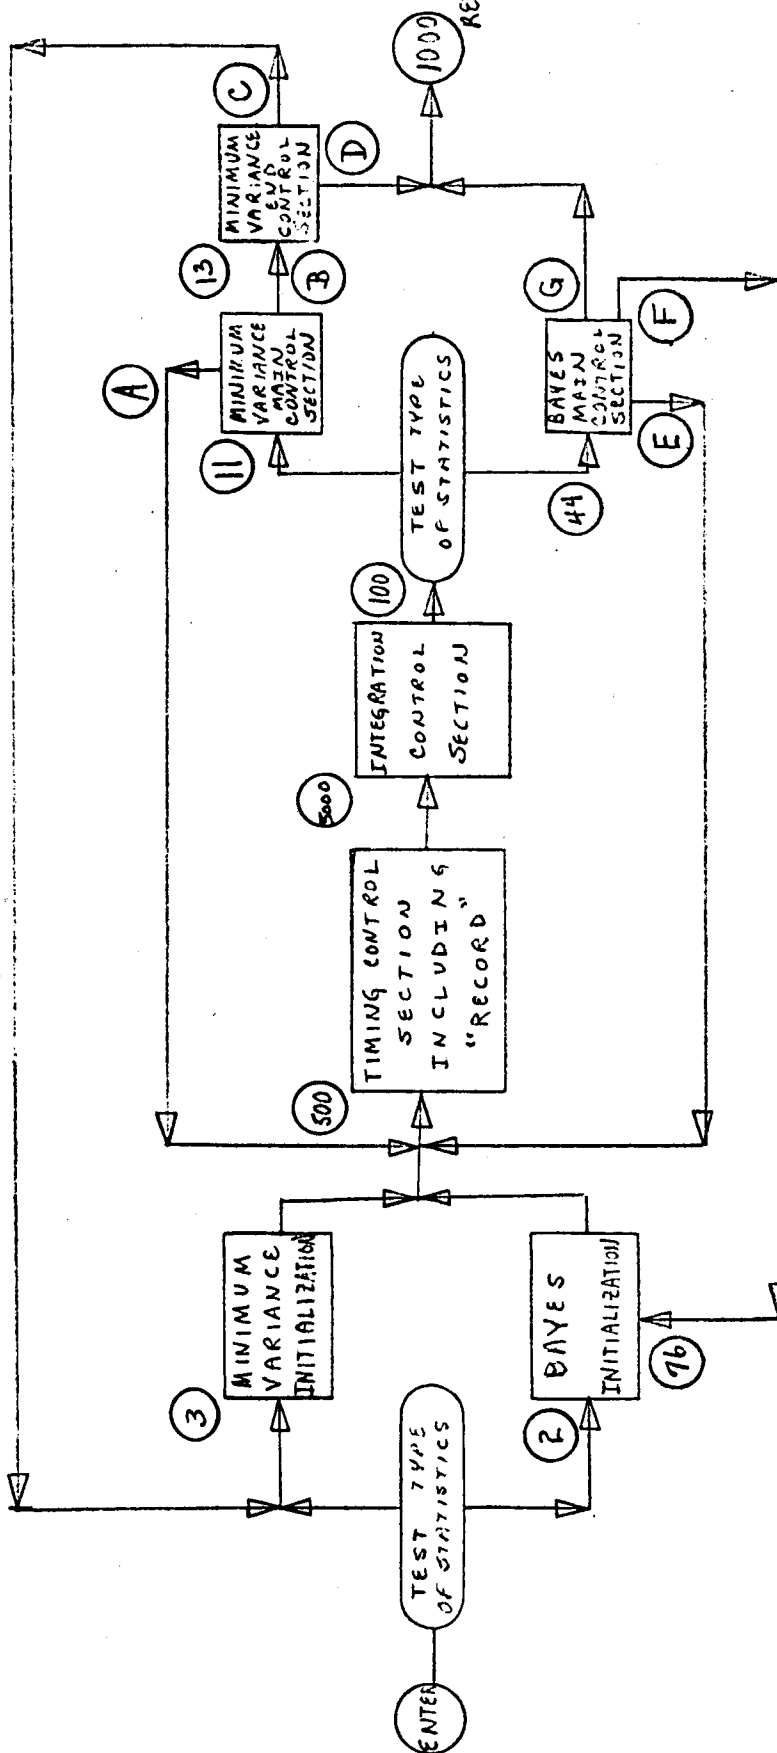 ENTER
TEST TYPE
OF STATISTICS
3
MINIMUM
VARIANCE
INITIALIZATION
2
BAYES
INITIALIZATION
76
500
TIMING CONTROL
SECTION
INCLUDING
"RECORD"
5000
INTEGRATION
CONTROL
SECTION
100
TEST TYPE
OF STATISTICS
11
MINIMUM
VARIANCE
MAIN
CONTROL
SECTION
A
B
13
MINIMUM
VARIANCE
END
CONTROL
SECTION
C
D
44
BAYES
MAIN
CONTROL
SECTION
E
F
G
1000